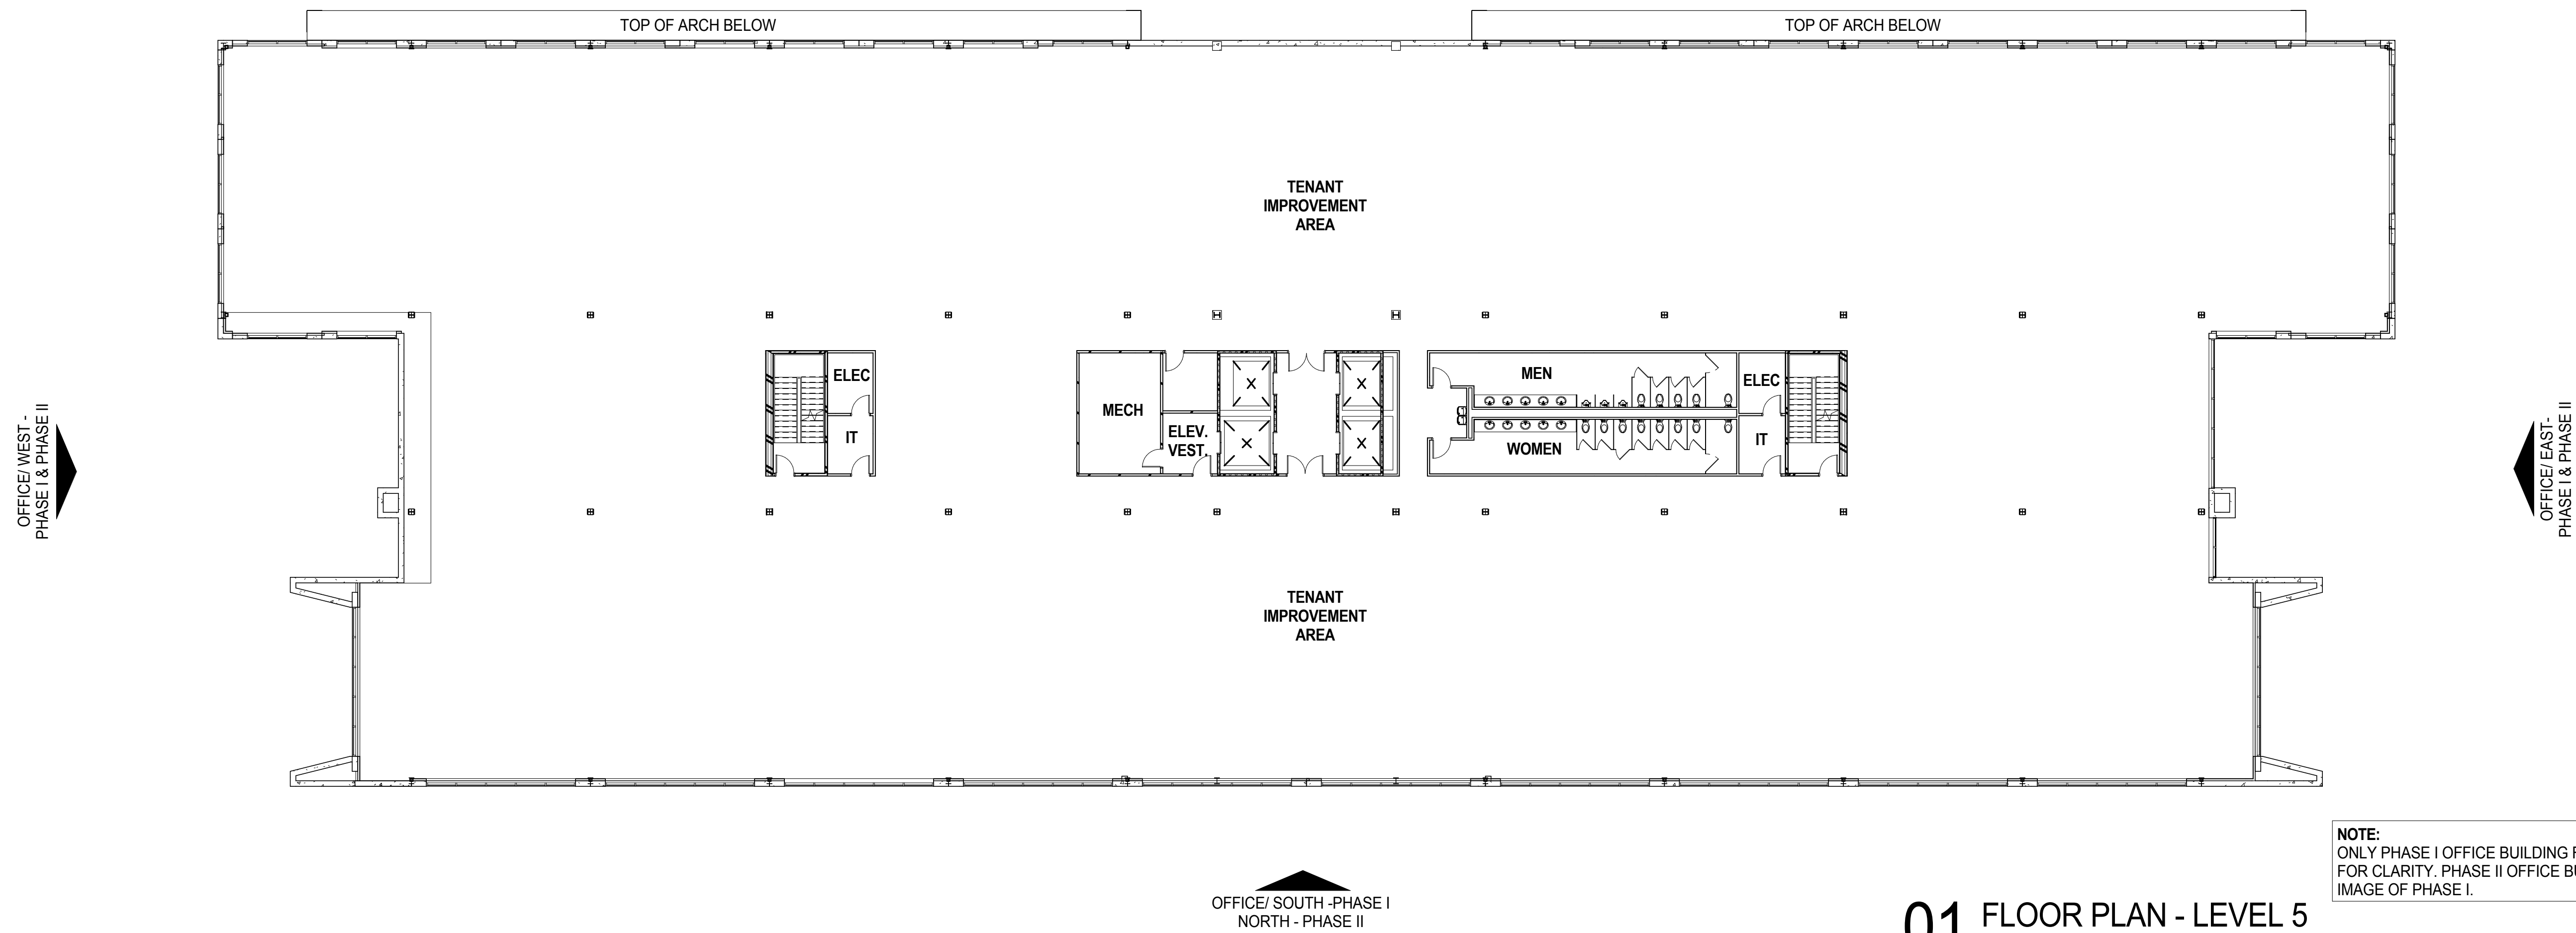 TOP OF ARCH BELOW
TOP OF ARCH BELOW
TENANT
IMPROVEMENT
AREA
ELEC
IT
MECH
ELEV.
VEST.
MEN
WOMEN
ELEC
IT
OFFICE/ WEST -
PHASE I & PHASE II
OFFICE/ EAST-
PHASE I & PHASE II
TENANT
IMPROVEMENT
AREA
OFFICE/ SOUTH -PHASE I
NORTH - PHASE II
NOTE:
ONLY PHASE I OFFICE BUILDING
FOR CLARITY. PHASE II OFFICE
IMAGE OF PHASE I.
01 FLOOR PLAN - LEVEL 5